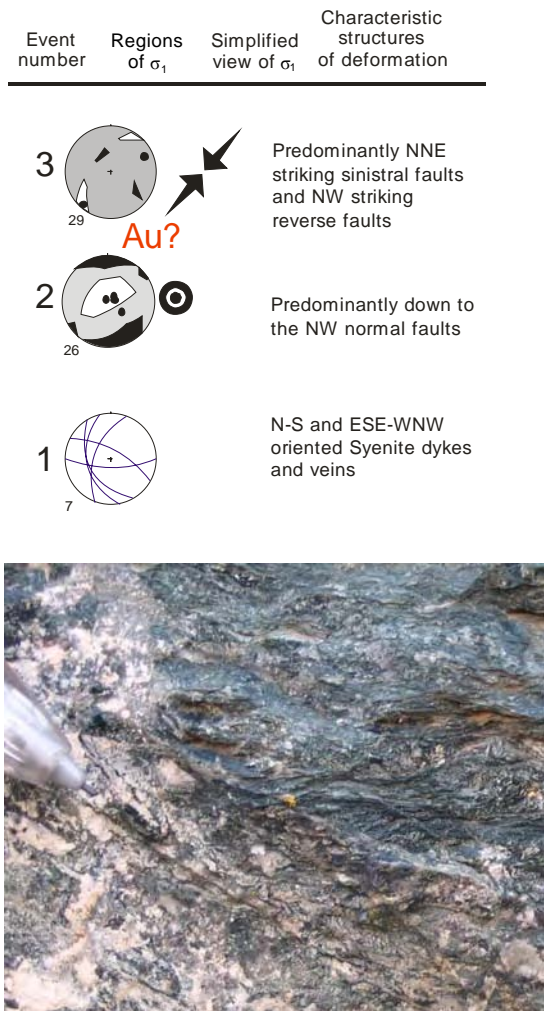 Event number
Regions of σ1
Simplified view of σ1
Characteristic structures of deformation
3
29
Predominantly NNE
striking sinistral faults
and NW striking
reverse faults
Au?
2
26
Predominantly down to
the NW normal faults
1
7
N-S and ESE-WNW
oriented Syenite dykes
and veins